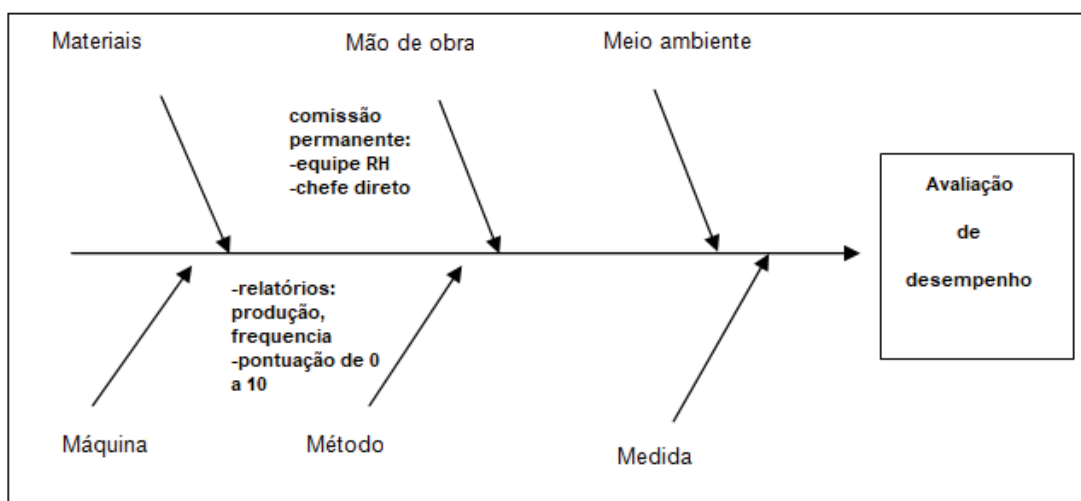 Materiais
Mão de obra
Meio ambiente
comissão
permanente:
-equipe RH
-chefe direto
Avaliação
de
desempenho
-relatórios:
produção,
frequencia
-pontuação de 0
a 10
Máquina
Método
Medida